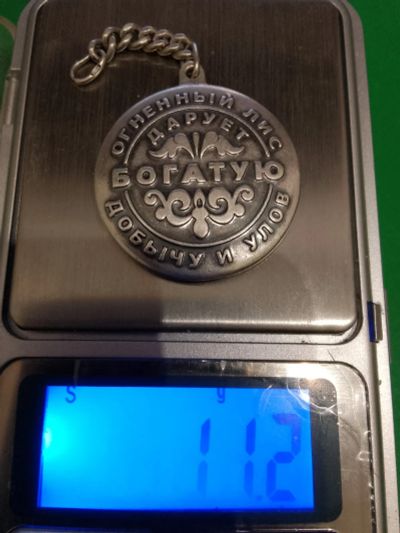 ОГНЕННЫЙ ЛИС
ДАРУЕТ
БОГАТУЮ
ДОБЫЧУ И УЛОВ
S g
11.2